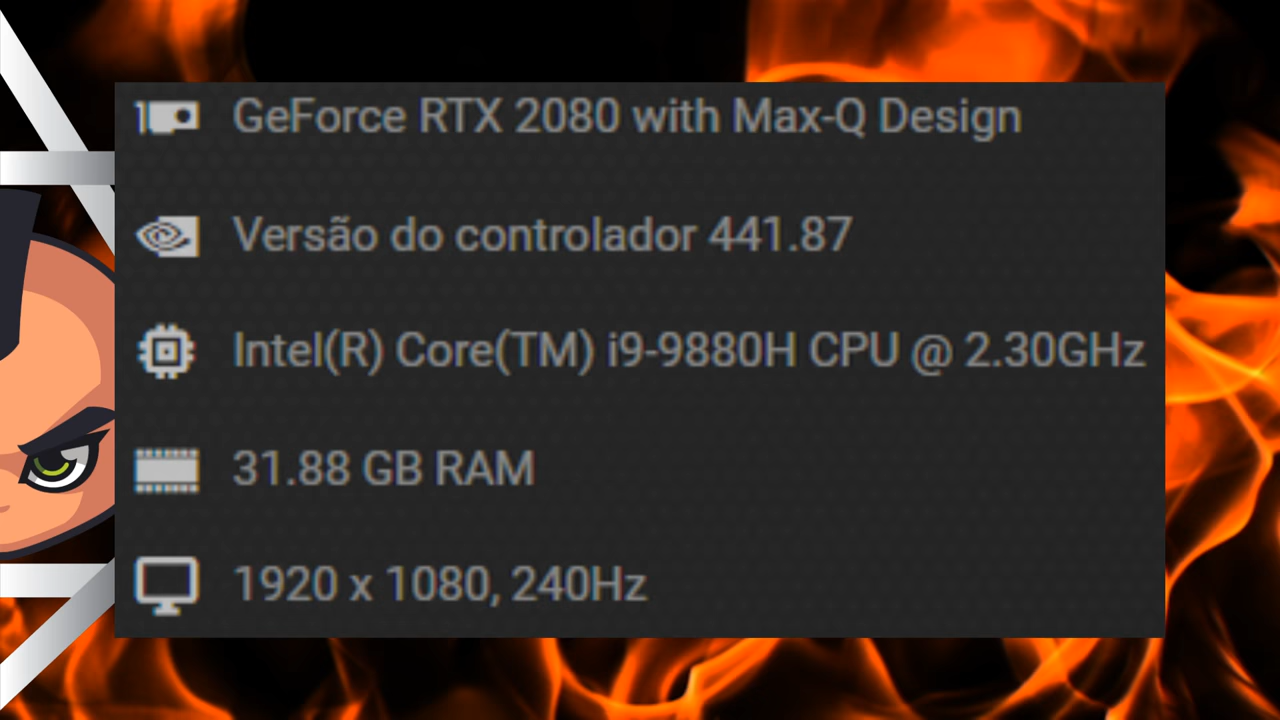 GeForce RTX 2080 with Max-Q Design
Versão do controlador 441.87
Intel(R) Core(TM) i9-9880H CPU @ 2.30GHz
31.88 GB RAM
1920 x 1080, 240Hz